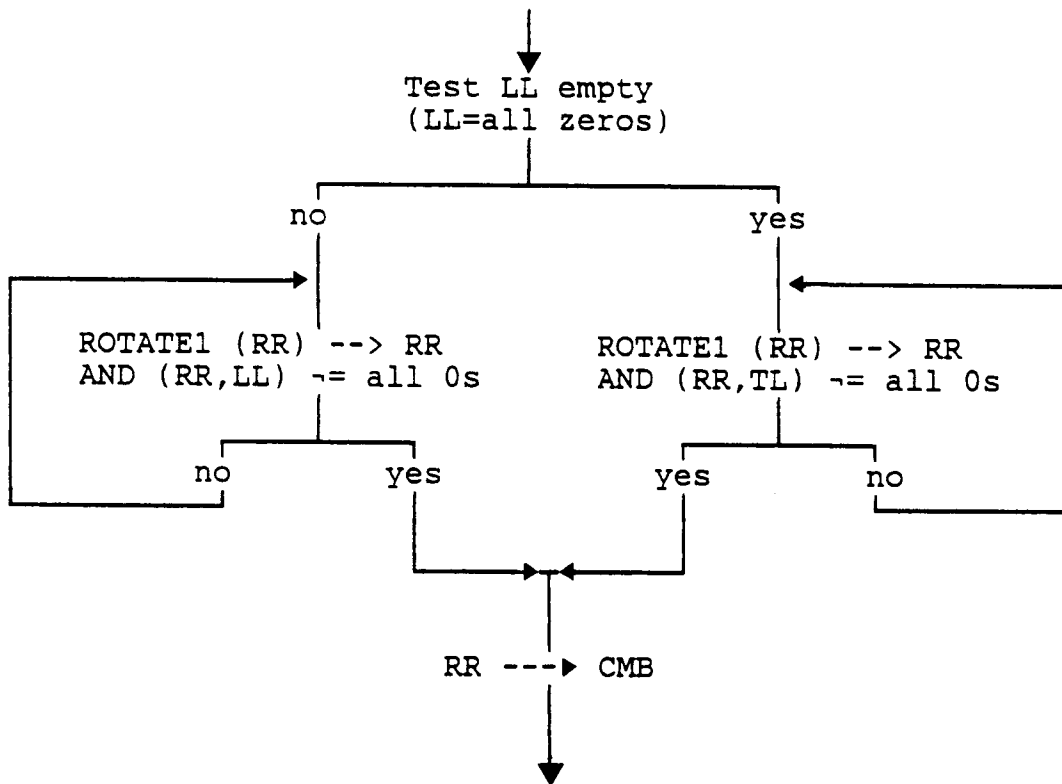 Test LL empty
(LL=all zeros)
no
yes
ROTATE1 (RR) --> RR
AND (RR,LL) ¬= all 0s
ROTATE1 (RR) --> RR
AND (RR,TL) ¬= all 0s
no
yes
yes
no
RR ---▶ CMB